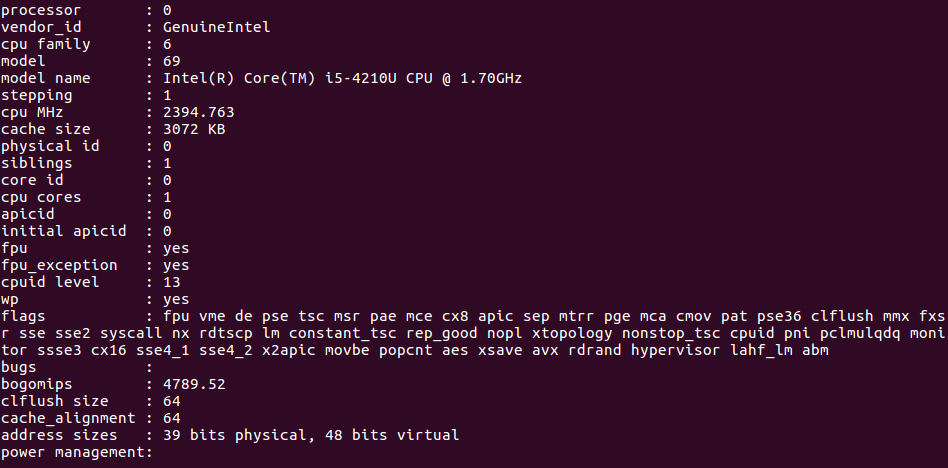 processor : 0
vendor_id : GenuineIntel
cpu family : 6
model : 69
model name : Intel(R) Core(TM) i5-4210U CPU @ 1.70GHz
stepping : 1
cpu MHz : 2394.763
cache size : 3072 KB
physical id : 0
siblings : 1
core id : 0
cpu cores : 1
apicid : 0
initial apicid : 0
fpu : yes
fpu_exception : yes
cpuid level : 13
wp : yes
flags : fpu vme de pse tsc msr pae mce cx8 apic sep mtrr pge mca cmov pat pse36 clflush mmx fxs
r sse sse2 syscall nx rdtscp lm constant_tsc rep_good nopl xtopology nonstop_tsc cpuid pni pclmulqdq moni
tor ssse3 cx16 sse4_1 sse4_2 x2apic movbe popcnt aes xsave avx rdrand hypervisor lahf_lm abm
bugs :
bogomips : 4789.52
clflush size : 64
cache_alignment : 64
address sizes : 39 bits physical, 48 bits virtual
power management: